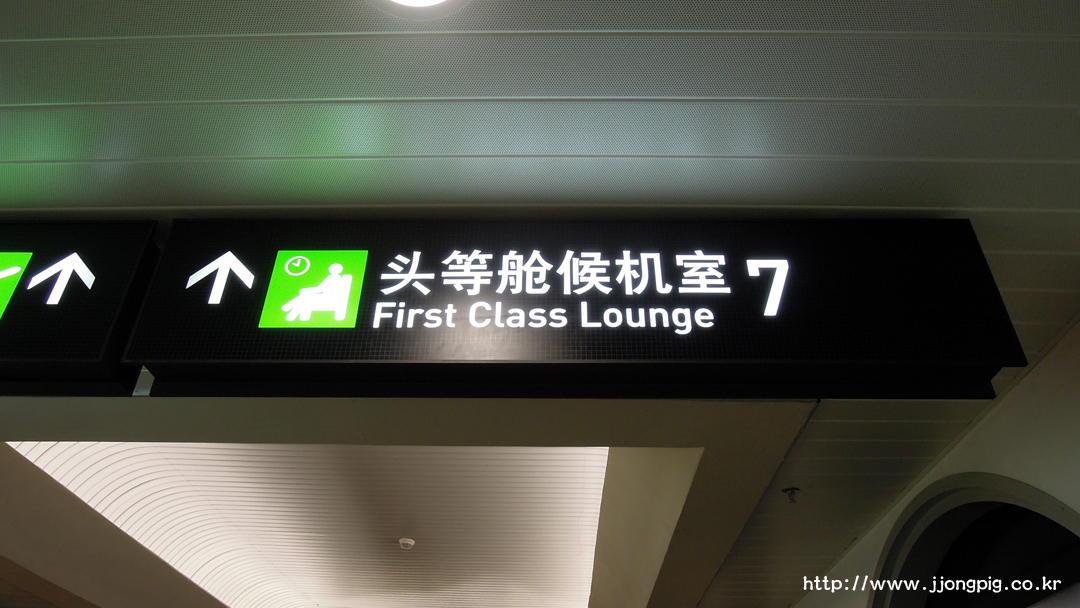 头等舱候机室 7
First Class Lounge
http://www.jjongpig.co.kr